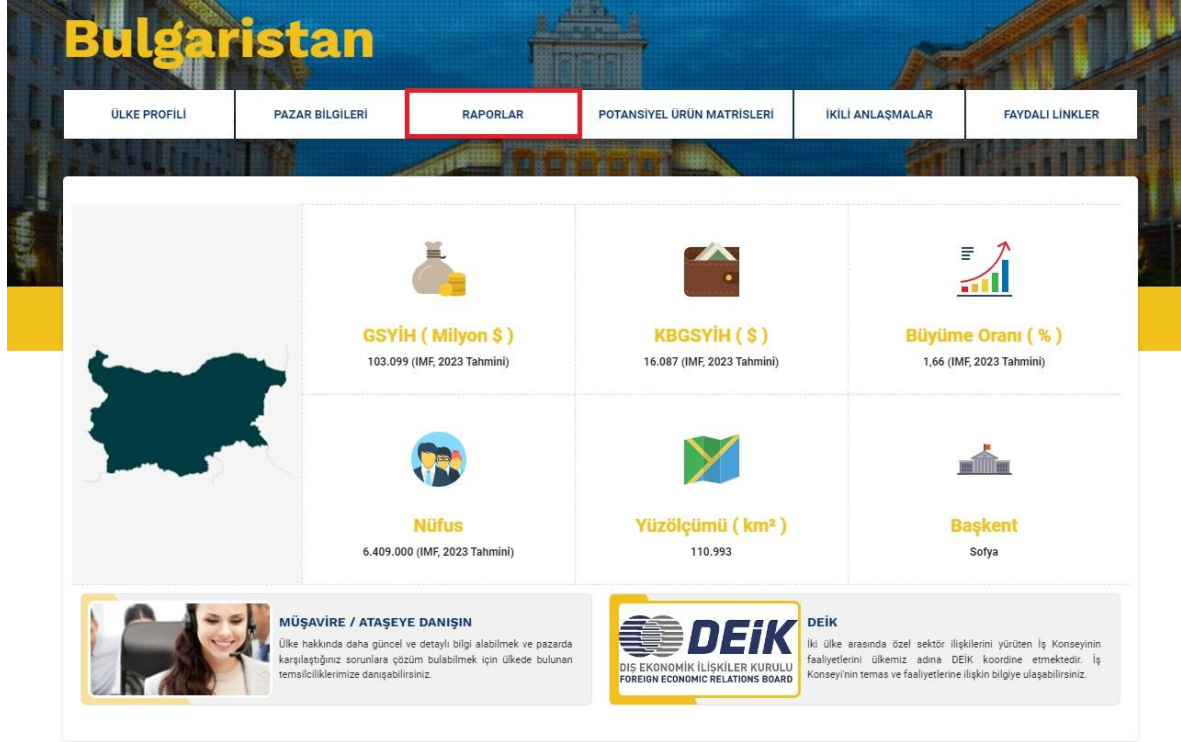 Bulgaristan
ÜLKE PROFİLİ
PAZAR BİLGİLERİ
RAPORLAR
POTANSİYEL ÜRÜN MATRİSLERİ
İKİLİ ANLAŞMALAR
FAYDALI LİNKLER
GSYİH ( Milyon $ )
103.099 (IMF, 2023 Tahmini)
KBGSYİH ( $ )
16.087 (IMF, 2023 Tahmini)
Büyüme Oranı ( % )
1,66 (IMF, 2023 Tahmini)
Nüfus
6.409.000 (IMF, 2023 Tahmini)
Yüzölçümü ( km² )
110.993
Başkent
Sofya
MÜŞAVİRE / ATAŞEYE DANIŞIN
Ülke hakkında daha güncel ve detaylı bilgi alabilmek ve pazarda
karşılaştığınız sorunlara çözüm bulabilmek için ülkede bulunan
temsilciliklerimize danışabilirsiniz.
DEİK
DIŞ EKONOMİK İLİŞKİLER KURULU
FOREIGN ECONOMIC RELATIONS BOARD
DEİK
İki ülke arasında özel sektör ilişkilerini yürüten İş Konseyinin
faaliyetlerini ülkemiz adına DEİK koordine etmektedir. İş
Konseyi'nin temas ve faaliyetlerine ilişkin bilgiye ulaşabilirsiniz.